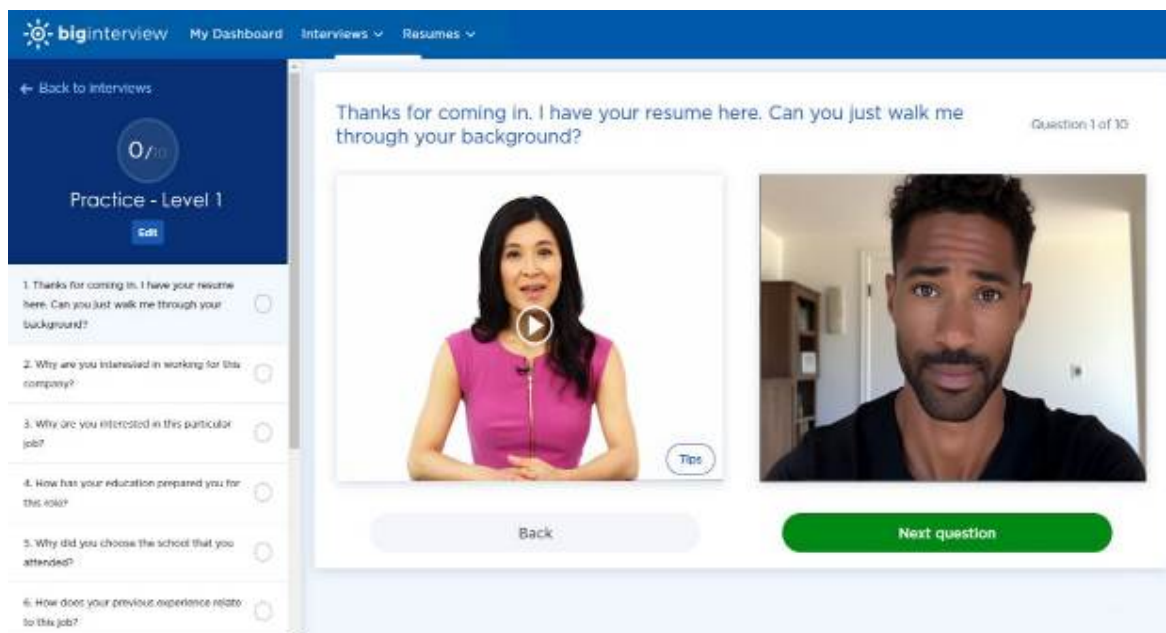 biginterview My Dashboard Interviews Resumes
Back to Interviews
0/10
Practice - Level 1
Edit
1. Thanks for coming in. I have your resume
here. Can you just walk me through your
background?
2. Why are you interested in working for this
company?
3. Why are you interested in this particular
job?
4. How has your education prepared you for
this role?
5. Why did you choose the school that you
attended?
6. How does your previous experience relate
to this job?
Thanks for coming in. I have your resume here. Can you just walk me
through your background?
Question 1 of 10
Tips
Back
Next question